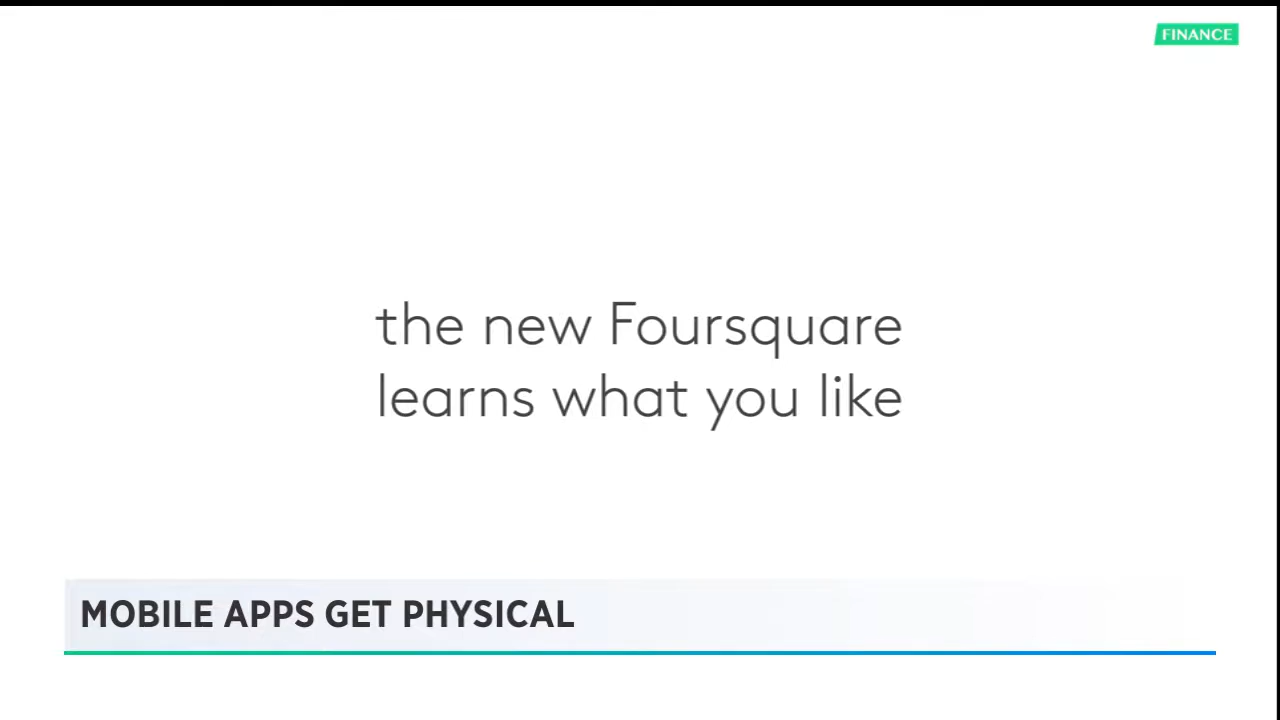 FINANCE
the new Foursquare
learns what you like
MOBILE APPS GET PHYSICAL